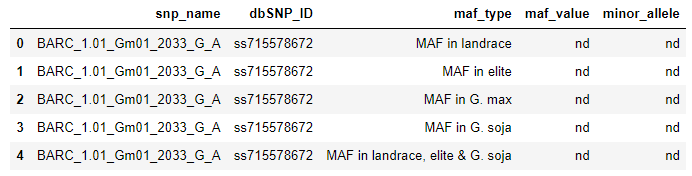 snp_name dbSNP_ID maf_type maf_value minor_allele
0 BARC_1.01_Gm01_2033_G_A ss715578672 MAF in landrace nd nd
1 BARC_1.01_Gm01_2033_G_A ss715578672 MAF in elite nd nd
2 BARC_1.01_Gm01_2033_G_A ss715578672 MAF in G. max nd nd
3 BARC_1.01_Gm01_2033_G_A ss715578672 MAF in G. soja nd nd
4 BARC_1.01_Gm01_2033_G_A ss715578672 MAF in landrace, elite & G. soja nd nd